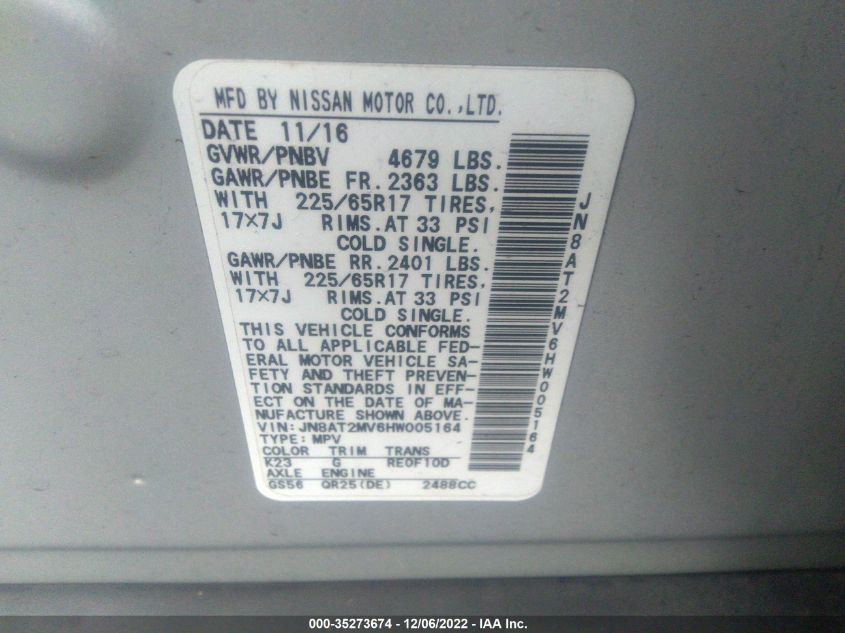 MFD BY NISSAN MOTOR CO.,LTD.
DATE 11/16
GVWR/PNBV 4679 LBS.
GAWR/PNBE FR. 2363 LBS.
WITH 225/65R17 TIRES,
17×7J RIMS.AT 33 PSI
COLD SINGLE.
GAWR/PNBE RR. 2401 LBS.
WITH 225/65R17 TIRES,
17×7J RIMS.AT 33 PSI
COLD SINGLE.
THIS VEHICLE CONFORMS
TO ALL APPLICABLE FED-
ERAL MOTOR VEHICLE SA-
FETY AND THEFT PREVEN-
TION STANDARDS IN EFF-
ECT ON THE DATE OF MA-
NUFACTURE SHOWN ABOVE.
VIN: JN8AT2MV6HW005164
TYPE: MPV
COLOR TRIM TRANS
K23 G RE0F10D
AXLE ENGINE
GS56 QR25(DE) 2488CC
JN8AT2MV6HW005164
000-35273674 - 12/06/2022 - IAA Inc.